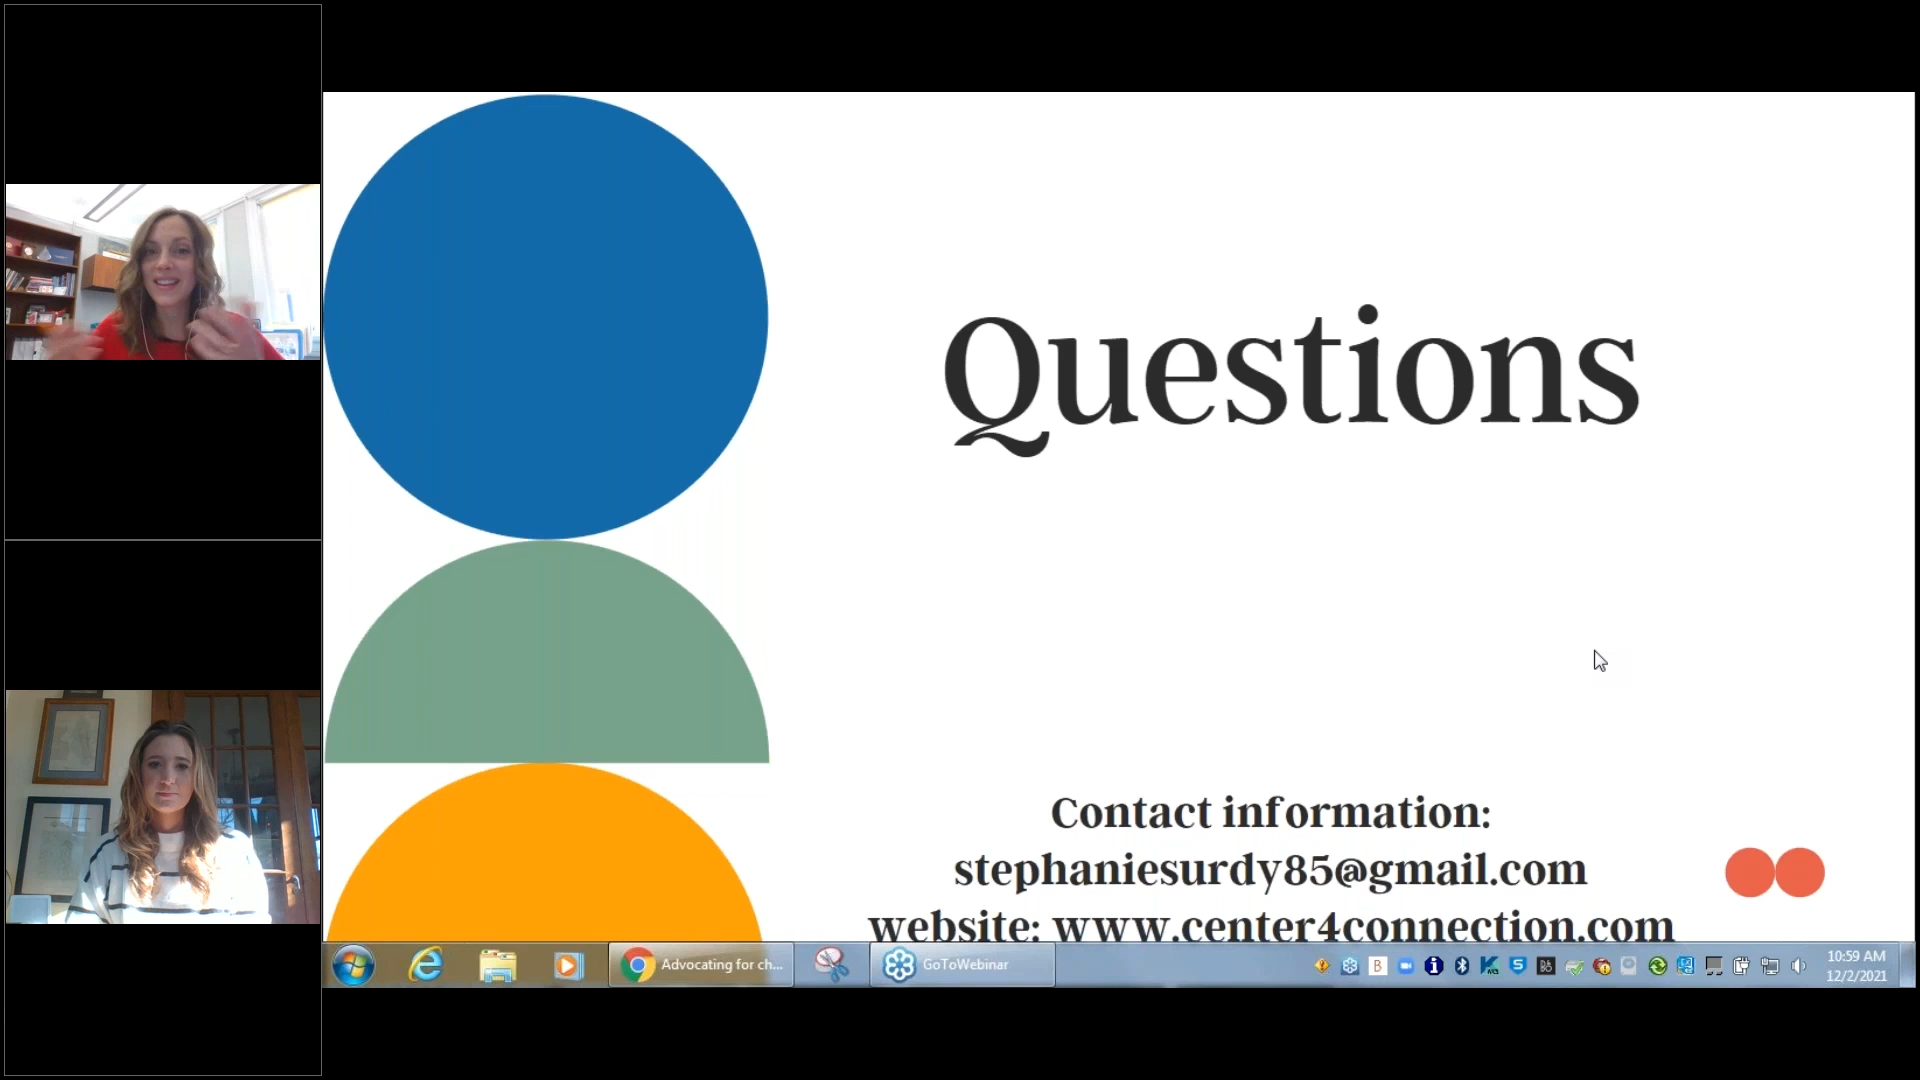 Questions
Contact information:
stephaniesurdy85@gmail.com
website: www.center4connection.com
Advocating for ch...
GoToWebinar
10:59 AM
12/2/2021